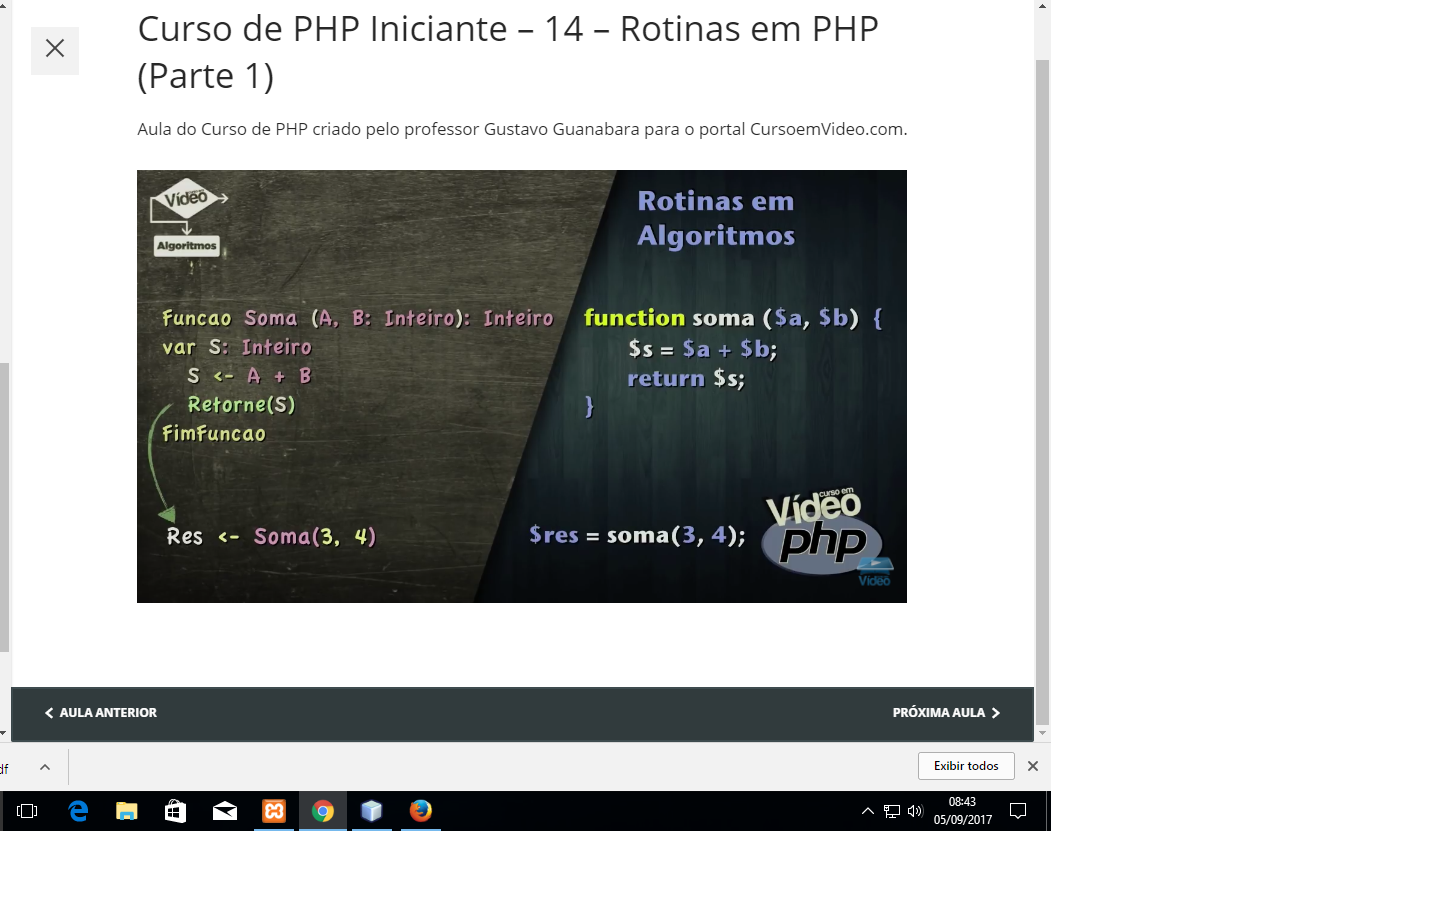 Curso de PHP Iniciante – 14 – Rotinas em PHP
(Parte 1)
Aula do Curso de PHP criado pelo professor Gustavo Guanabara para o portal CursoemVideo.com.
Vídeo
Algoritmos
Rotinas em
Algoritmos
Funcao Soma (A, B: Inteiro): Inteiro
var S: Inteiro
S <- A + B
Retorne(S)
FimFuncao
Res <- Soma(3, 4)
function soma ($a, $b) {
$s = $a + $b;
return $s;
}
$res = soma(3, 4);
curso em
Vídeo
php
Vídeo
AULA ANTERIOR
PRÓXIMA AULA
df
Exibir todos
08:43
05/09/2017